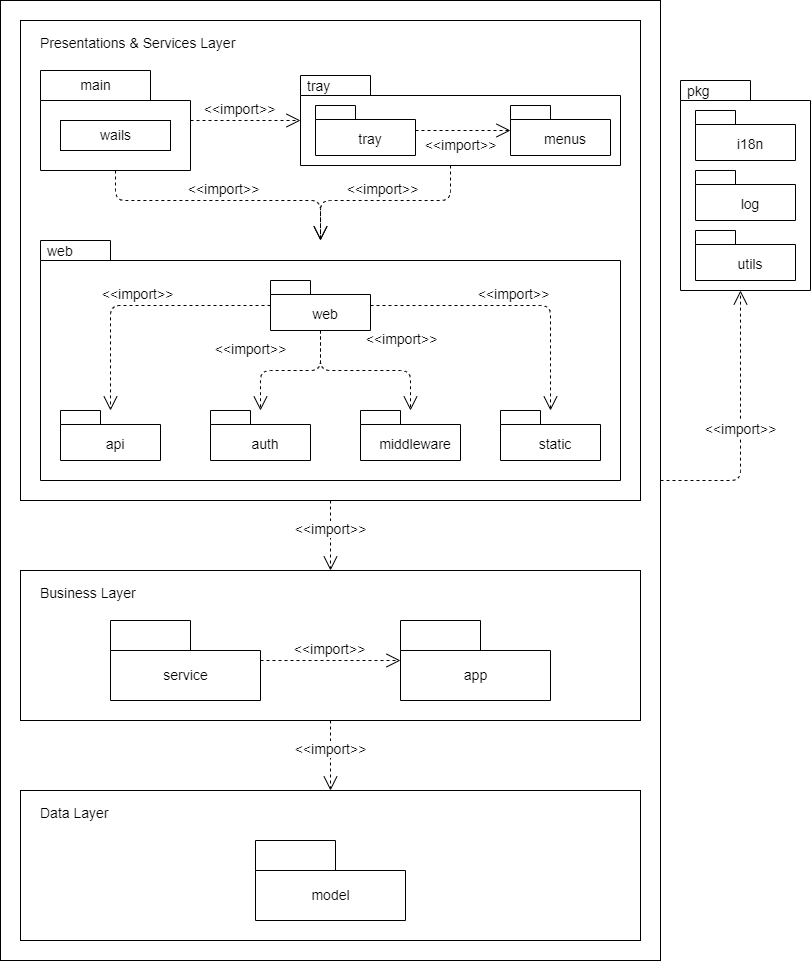 Presentations & Services Layer
main
wails
<<import>>
tray
tray
<<import>>
menus
<<import>>
<<import>>
web
<<import>>
web
<<import>>
<<import>>
<<import>>
api
auth
middleware
static
<<import>>
Business Layer
service
<<import>>
app
<<import>>
Data Layer
model
pkg
i18n
log
utils
<<import>>